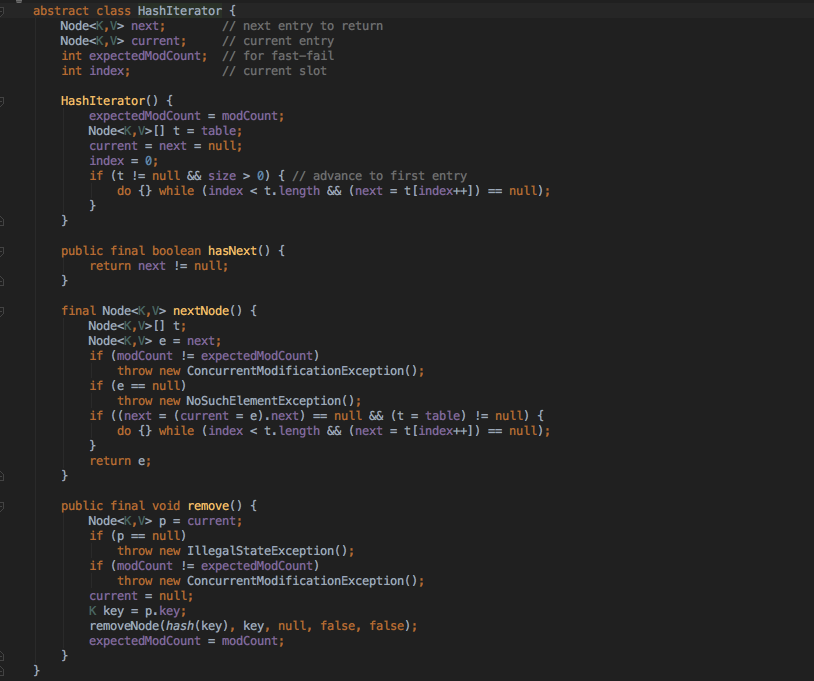 abstract class HashIterator {
    Node<K,V> next;        // next entry to return
    Node<K,V> current;     // current entry
    int expectedModCount;  // for fast-fail
    int index;             // current slot

    HashIterator() {
        expectedModCount = modCount;
        Node<K,V>[] t = table;
        current = next = null;
        index = 0;
        if (t != null && size > 0) { // advance to first entry
            do {} while (index < t.length && (next = t[index++]) == null);
        }
    }

    public final boolean hasNext() {
        return next != null;
    }

    final Node<K,V> nextNode() {
        Node<K,V>[] t;
        Node<K,V> e = next;
        if (modCount != expectedModCount)
            throw new ConcurrentModificationException();
        if (e == null)
            throw new NoSuchElementException();
        if ((next = (current = e).next) == null && (t = table) != null) {
            do {} while (index < t.length && (next = t[index++]) == null);
        }
        return e;
    }

    public final void remove() {
        Node<K,V> p = current;
        if (p == null)
            throw new IllegalStateException();
        if (modCount != expectedModCount)
            throw new ConcurrentModificationException();
        current = null;
        K key = p.key;
        removeNode(hash(key), key, null, false, false);
        expectedModCount = modCount;
    }
}